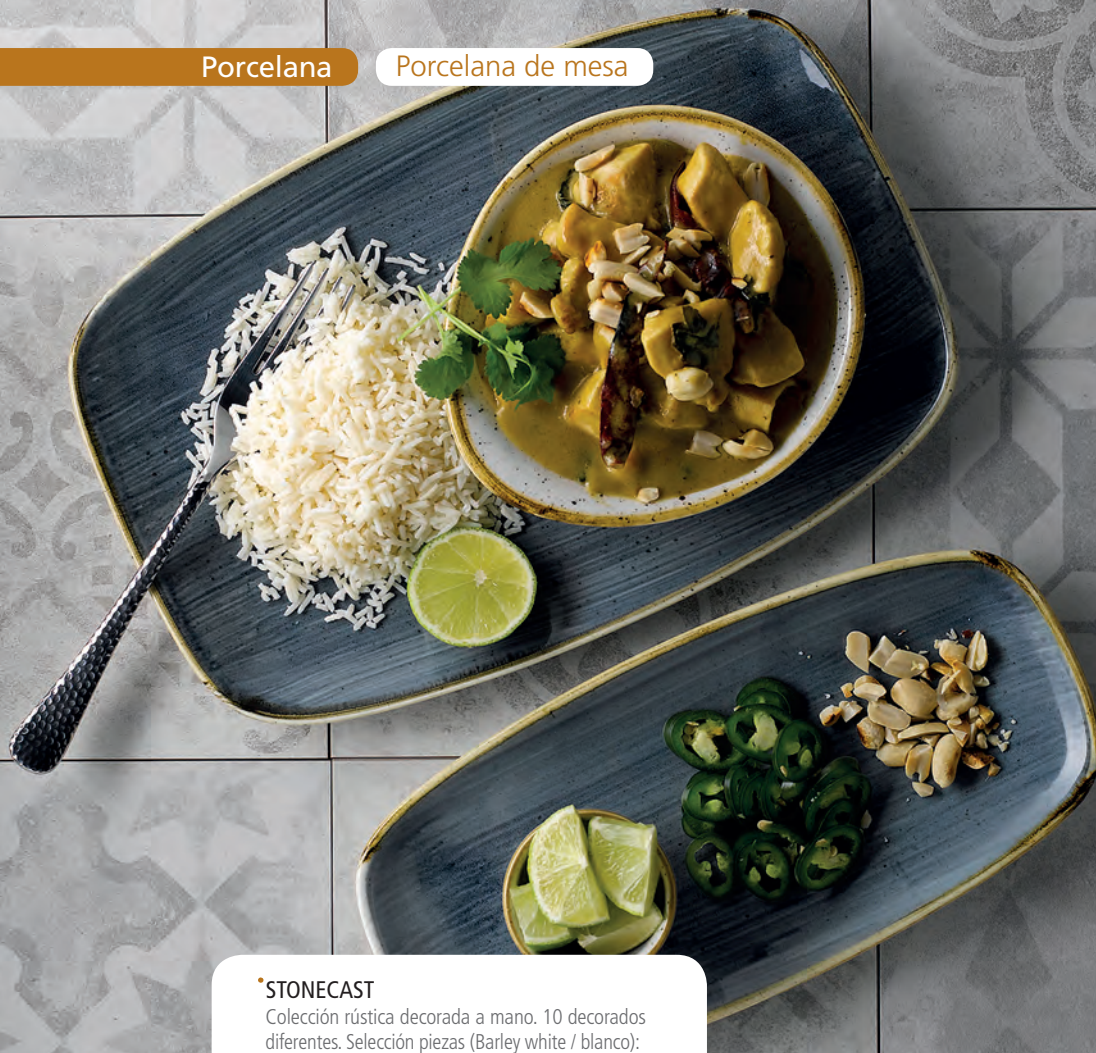 Porcelana
Porcelana de mesa
STONECAST
Colección rústica decorada a mano. 10 decorados
diferentes. Selección piezas (Barley white / blanco):